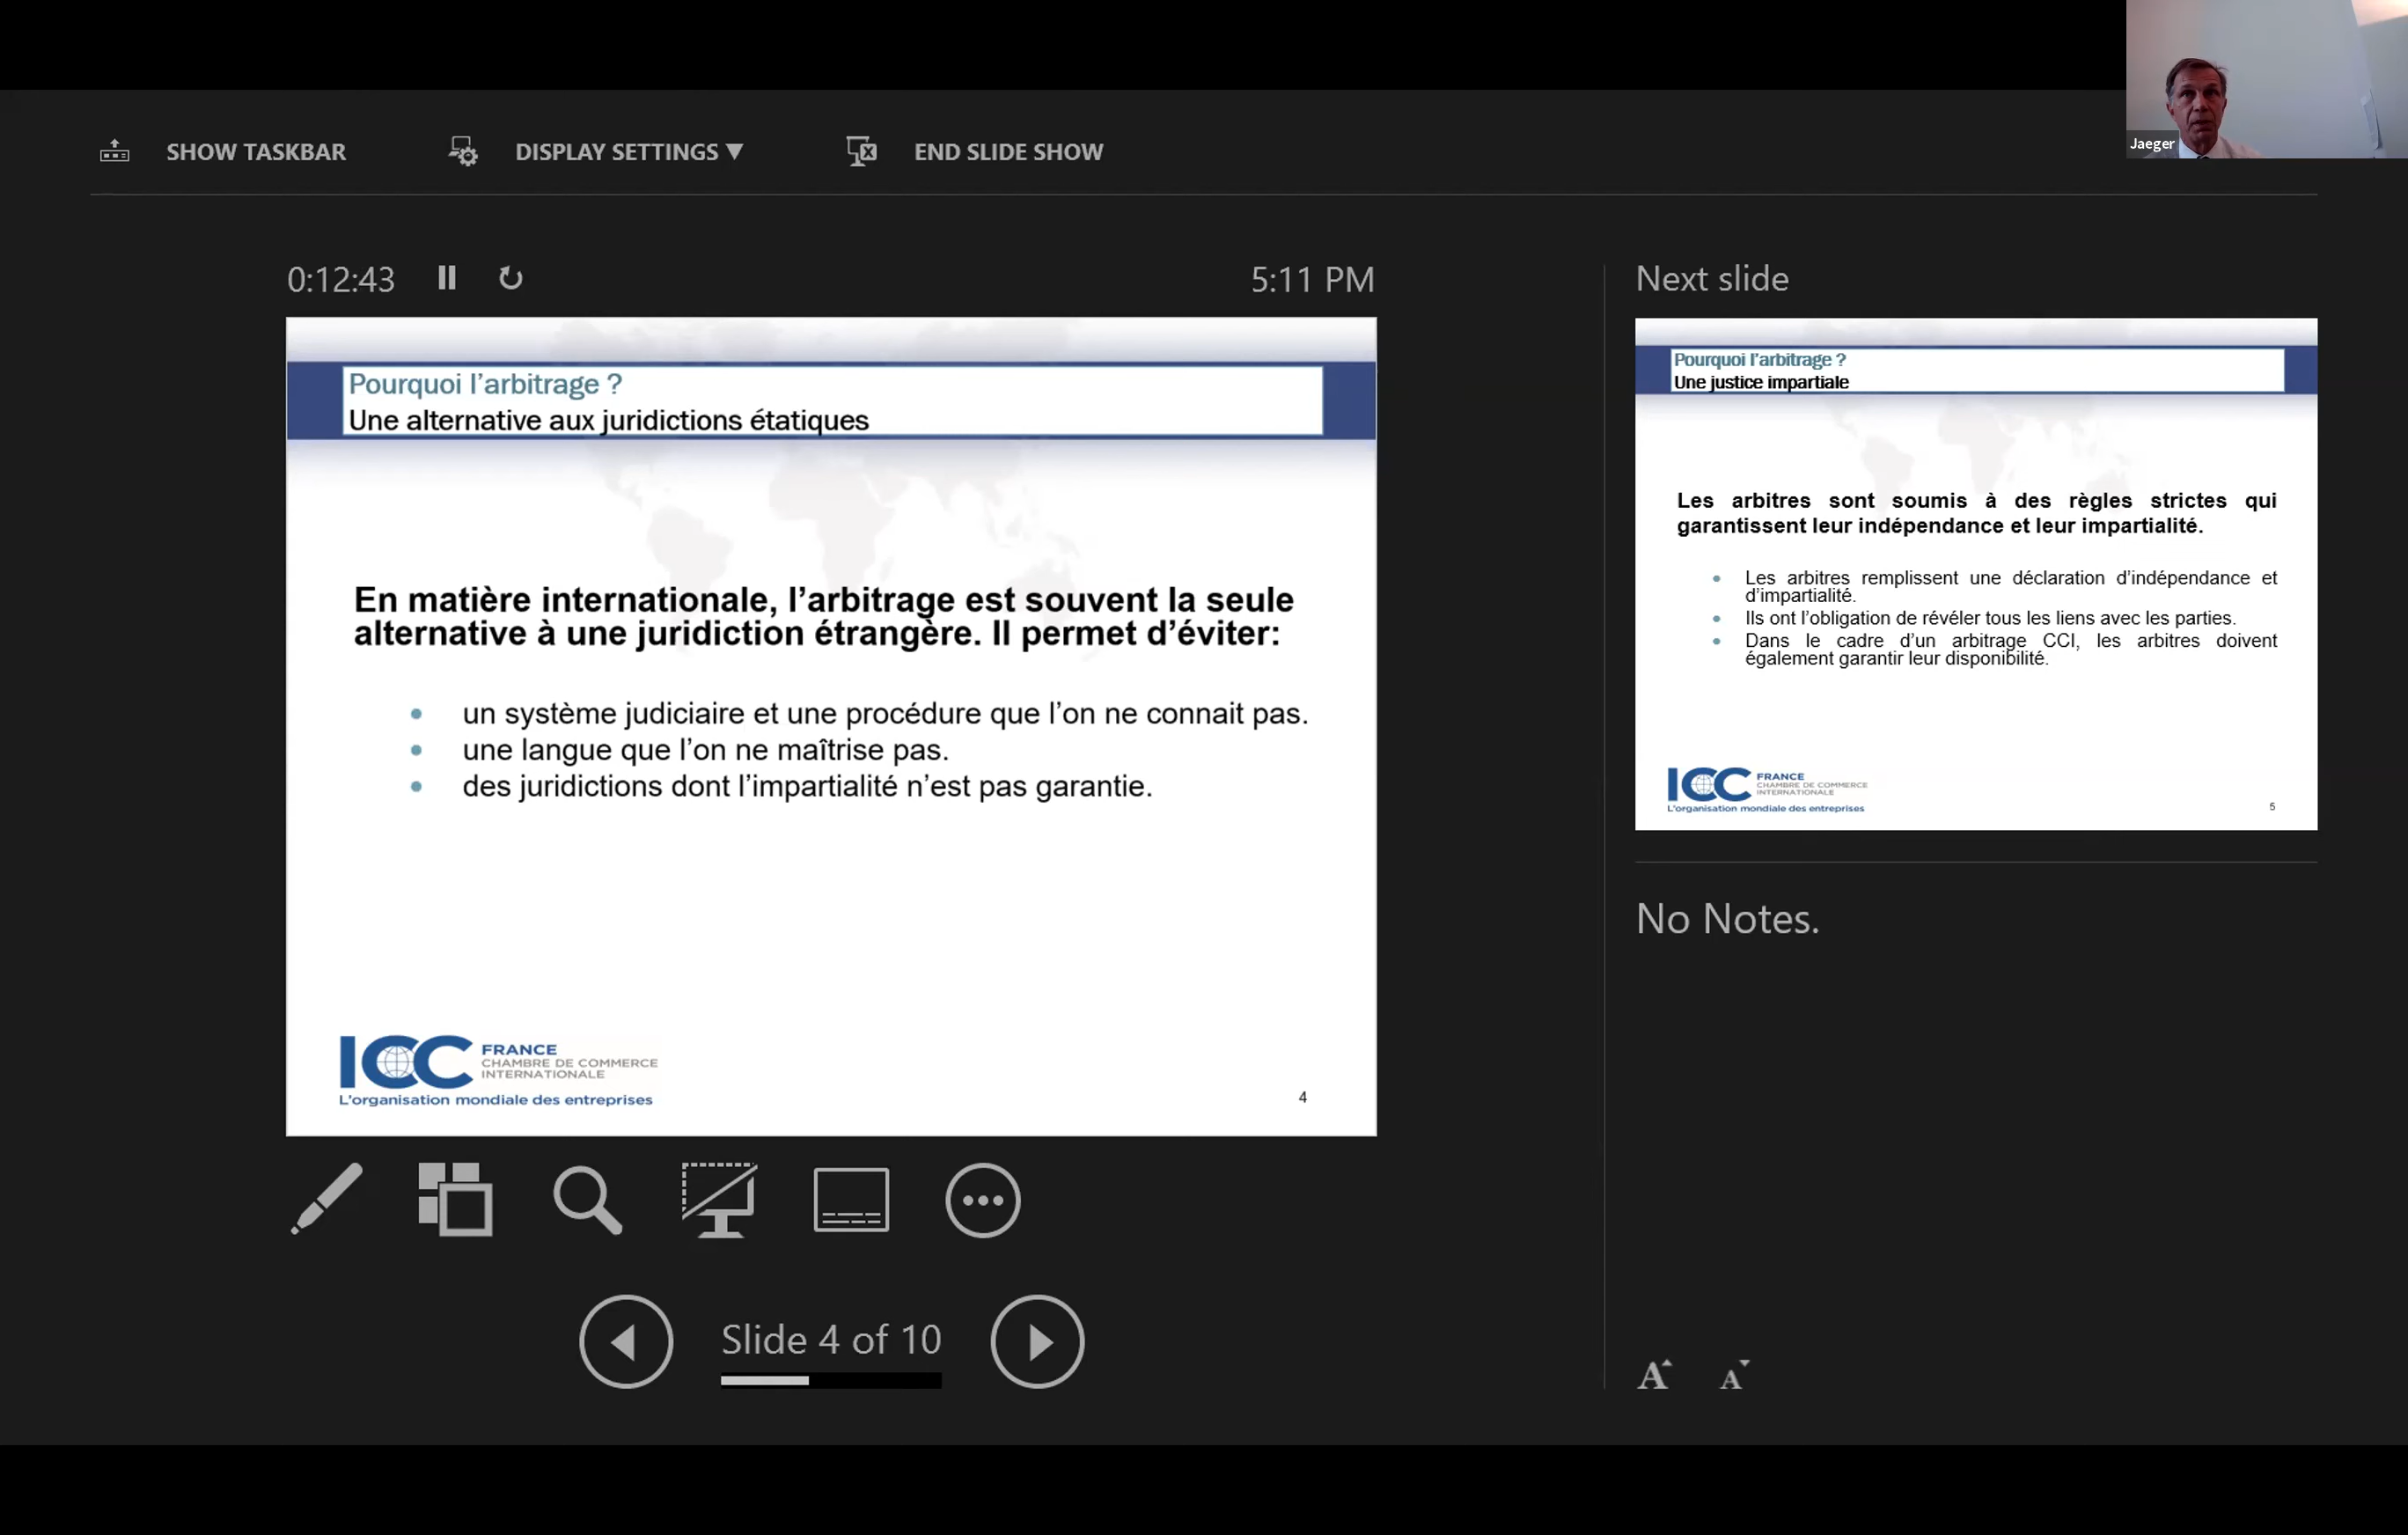 Jaeger
SHOW TASKBAR
DISPLAY SETTINGS ▼
END SLIDE SHOW
0:12:43
5:11 PM
Pourquoi l’arbitrage ?
Une alternative aux juridictions étatiques
En matière internationale, l’arbitrage est souvent la seule
alternative à une juridiction étrangère. Il permet d’éviter:
• un système judiciaire et une procédure que l’on ne connait pas.
• une langue que l’on ne maîtrise pas.
• des juridictions dont l’impartialité n’est pas garantie.
ICC
FRANCE
CHAMBRE DE COMMERCE
INTERNATIONALE
L’organisation mondiale des entreprises
4
Slide 4 of 10
Next slide
Pourquoi l’arbitrage ?
Une justice impartiale
Les arbitres sont soumis à des règles strictes qui
garantissent leur indépendance et leur impartialité.
• Les arbitres remplissent une déclaration d’indépendance et
d’impartialité.
• Ils ont l’obligation de révéler tous les liens avec les parties.
• Dans le cadre d’un arbitrage CCI, les arbitres doivent
également garantir leur disponibilité.
ICC
FRANCE
CHAMBRE DE COMMERCE
INTERNATIONALE
L’organisation mondiale des entreprises
5
No Notes.
A A